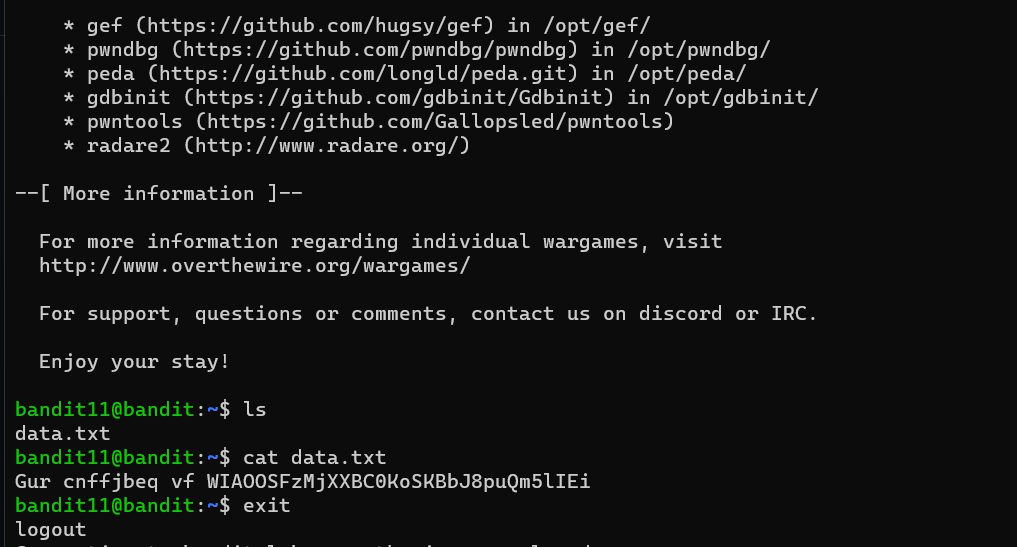 * gef (https://github.com/hugsy/gef) in /opt/gef/
* pwndbg (https://github.com/pwndbg/pwndbg) in /opt/pwndbg/
* peda (https://github.com/longld/peda.git) in /opt/peda/
* gdbinit (https://github.com/gdbinit/Gdbinit) in /opt/gdbinit/
* pwntools (https://github.com/Gallopsled/pwntools)
* radare2 (http://www.radare.org/)
--[ More information ]--
For more information regarding individual wargames, visit
http://www.overthewire.org/wargames/
For support, questions or comments, contact us on discord or IRC.
Enjoy your stay!
bandit11@bandit:~$ ls
data.txt
bandit11@bandit:~$ cat data.txt
Gur cnffjbeq vf WIAOOSFzMjXXBC0KoSKBbJ8puQm5lIEi
bandit11@bandit:~$ exit
logout